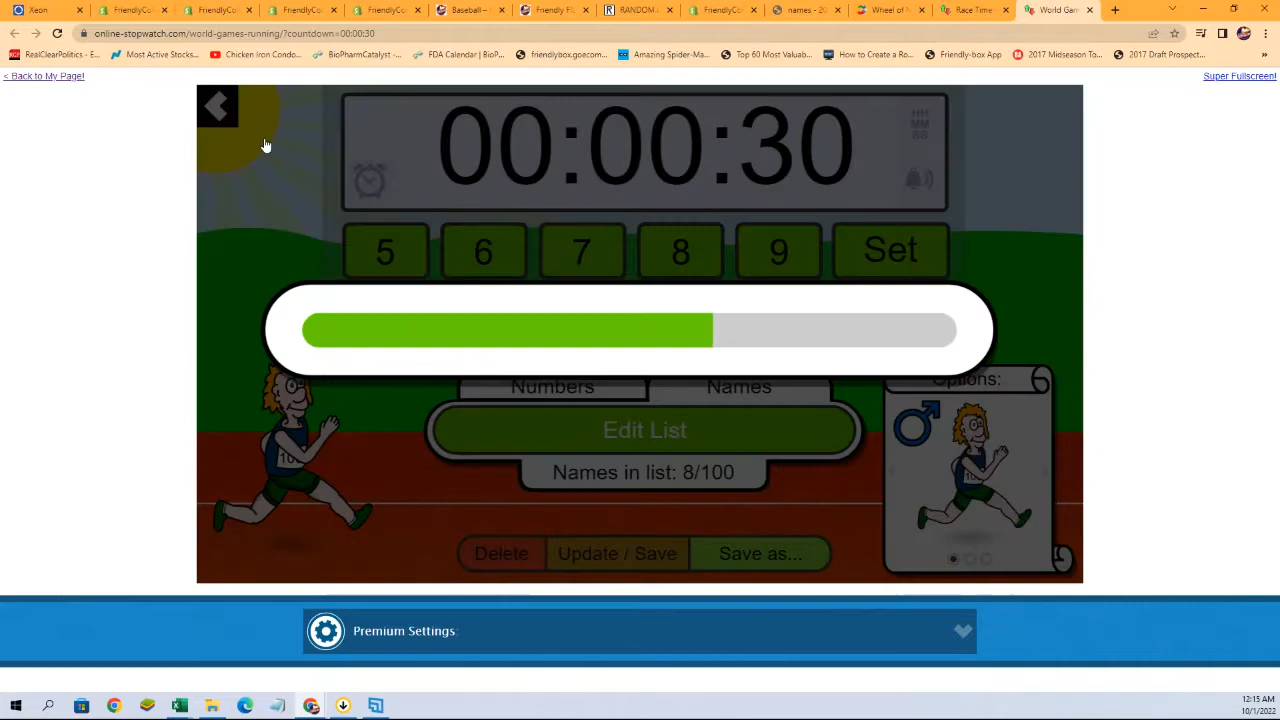 Xeon
FriendlyCo
FriendlyCo
FriendlyCo
FriendlyCo
Baseball –
Friendly Fi
RANDOM.
FriendlyCo
names - 20
Wheel of N
Race Time
World Gam
online-stopwatch.com/world-games-running/?countdown=00:00:30
RealClearPolitics - E...
Most Active Stocks...
Chicken Iron Condo...
BioPharmCatalyst -...
FDA Calendar | BioP...
friendlybox.goecom...
Amazing Spider-Ma...
Top 60 Most Valuab...
How to Create a Ro...
Friendly-box App
2017 Midseason To...
2017 Draft Prospect...
»
< Back to My Page!
Super Fullscreen!
00:00:30
HH
MM
88
5
6
7
8
9
Set
Numbers
Names
Options:
Edit List
Names in list: 8/100
Delete
Update / Save
Save as...
Premium Settings:
12:15 AM
10/1/2022